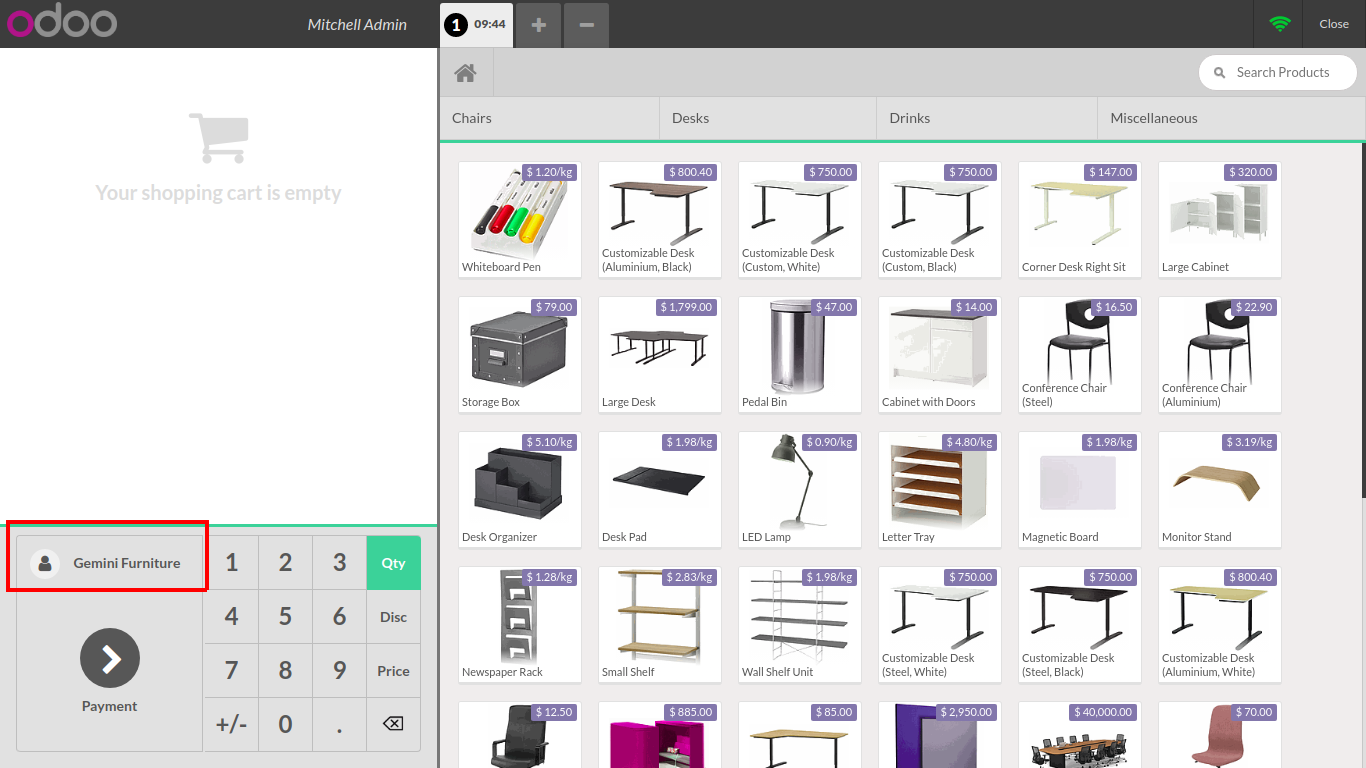 odoo
Mitchell Admin
1 09:44
+
−
Close
Search Products
Chairs
Desks
Drinks
Miscellaneous
Your shopping cart is empty
$ 1.20/kg
Whiteboard Pen
$ 800.40
Customizable Desk
(Aluminium, Black)
$ 750.00
Customizable Desk
(Custom, White)
$ 750.00
Customizable Desk
(Custom, Black)
$ 147.00
Corner Desk Right Sit
$ 320.00
Large Cabinet
$ 79.00
Storage Box
$ 1,799.00
Large Desk
$ 47.00
Pedal Bin
$ 14.00
Cabinet with Doors
$ 16.50
Conference Chair
(Steel)
$ 22.90
Conference Chair
(Aluminium)
$ 5.10/kg
Desk Organizer
$ 1.98/kg
Desk Pad
$ 0.90/kg
LED Lamp
$ 4.80/kg
Letter Tray
$ 1.98/kg
Magnetic Board
$ 3.19/kg
Monitor Stand
$ 1.28/kg
Newspaper Rack
$ 2.83/kg
Small Shelf
$ 1.98/kg
Wall Shelf Unit
$ 750.00
Customizable Desk
(Steel, White)
$ 750.00
Customizable Desk
(Steel, Black)
$ 800.40
Customizable Desk
(Aluminium, White)
$ 12.50
$ 885.00
$ 85.00
$ 2,950.00
$ 40,000.00
$ 70.00
Gemini Furniture
Payment
1 2 3 Qty
4 5 6 Disc
7 8 9 Price
+/- 0 .